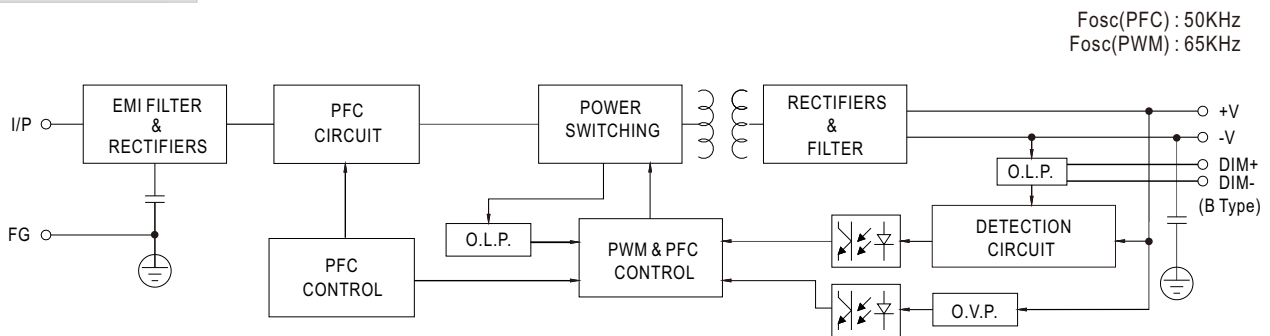 Fosc(PFC) : 50KHz
Fosc(PWM) : 65KHz
I/P
EMI FILTER
&
RECTIFIERS
PFC
CIRCUIT
POWER
SWITCHING
RECTIFIERS
&
FILTER
+V
-V
O.L.P.
DIM+
DIM-
(B Type)
FG
PFC
CONTROL
O.L.P.
PWM & PFC
CONTROL
DETECTION
CIRCUIT
O.V.P.